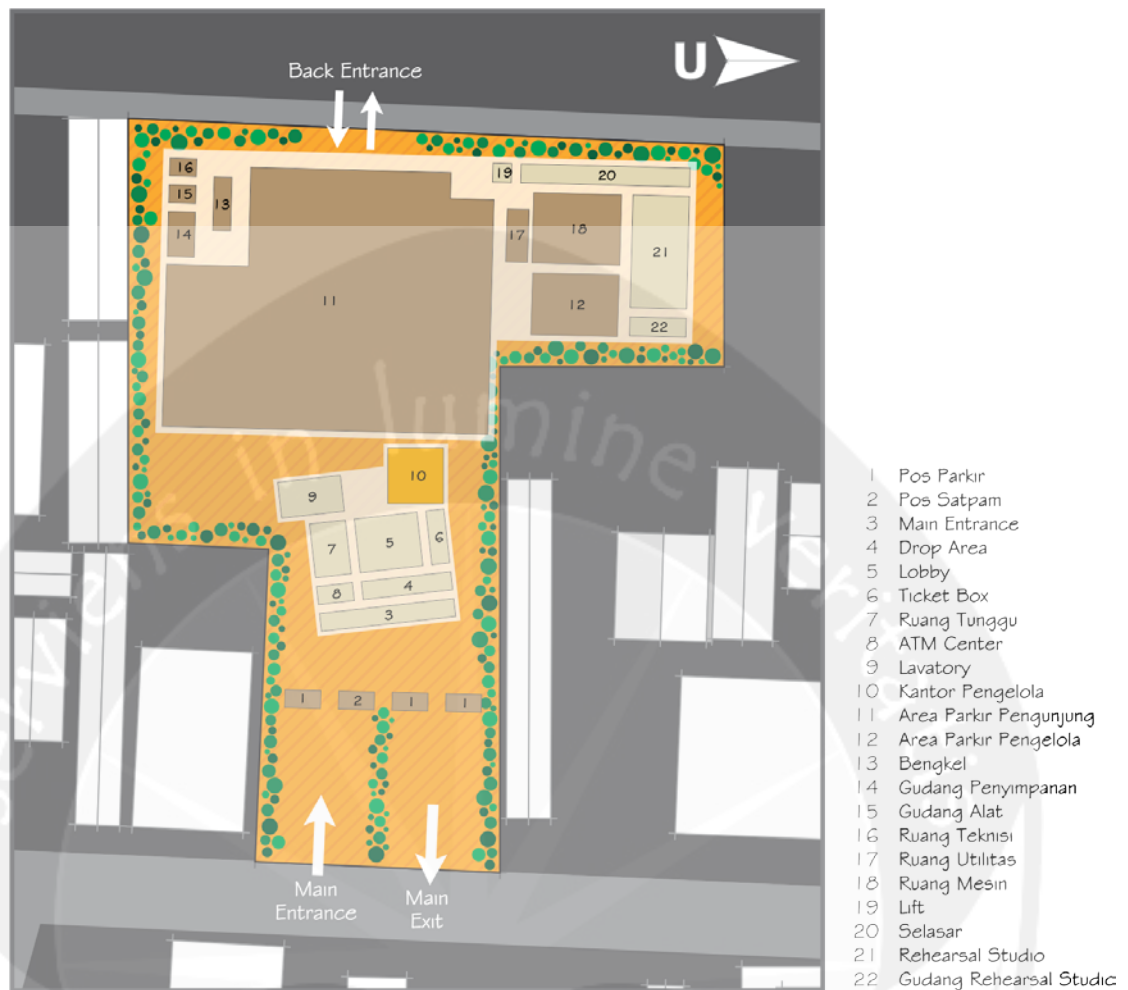 U
Back Entrance
16
19
20
15
13
14
17
18
21
11
12
22
10
9
7
5
6
8
4
3
1
2
1
1
Main
Entrance
Main
Exit
serviens in lumine veritatis
1 Pos Parkir
2 Pos Satpam
3 Main Entrance
4 Drop Area
5 Lobby
6 Ticket Box
7 Ruang Tunggu
8 ATM Center
9 Lavatory
10 Kantor Pengelola
11 Area Parkir Pengunjung
12 Area Parkir Pengelola
13 Bengkel
14 Gudang Penyimpanan
15 Gudang Alat
16 Ruang Teknisi
17 Ruang Utilitas
18 Ruang Mesin
19 Lift
20 Selasar
21 Rehearsal Studio
22 Gudang Rehearsal Studio